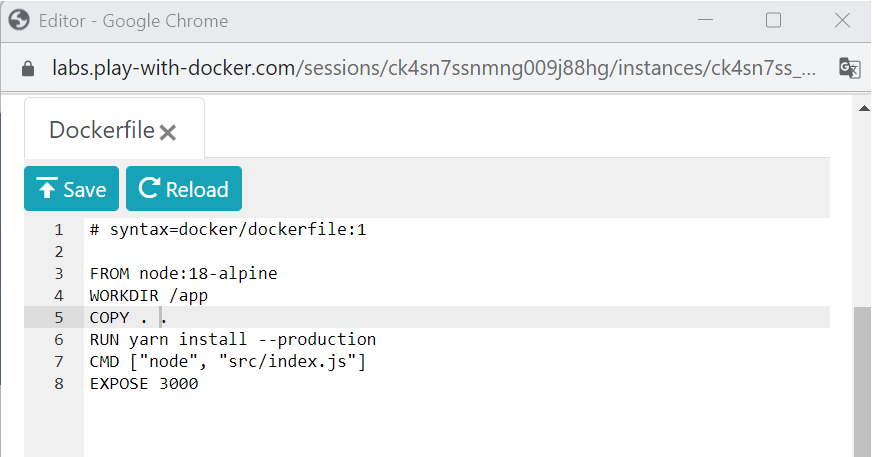 Editor - Google Chrome
labs.play-with-docker.com/sessions/ck4sn7ssnmng009j88hg/instances/ck4sn7ss_...
Dockerfile
Save Reload
1 # syntax=docker/dockerfile:1
2
3 FROM node:18-alpine
4 WORKDIR /app
5 COPY . .
6 RUN yarn install --production
7 CMD ["node", "src/index.js"]
8 EXPOSE 3000